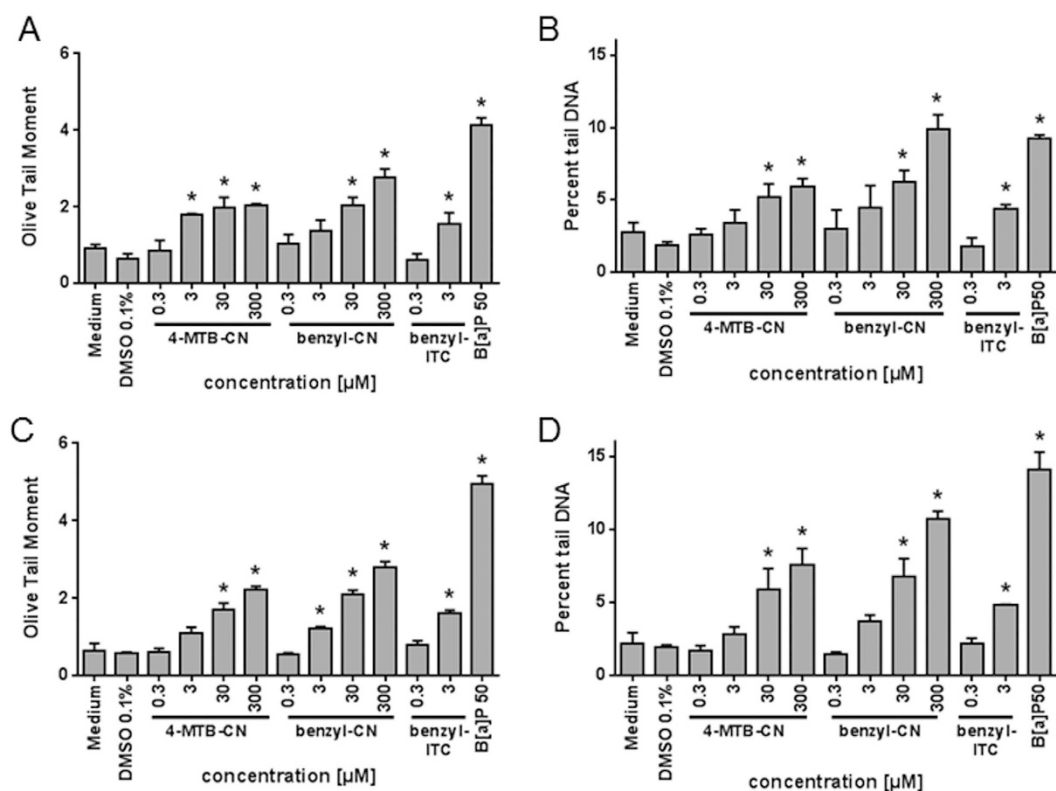 A
Olive Tail Moment
6
4
2
0
* * * * * * *
Medium
DMSO 0.1%
0.3 3 30 300
0.3 3 30 300
0.3 3
B[a]P 50
4-MTB-CN
benzyl-CN
benzyl-
ITC
concentration [µM]
B
Percent tail DNA
15
10
5
0
* * * * * *
Medium
DMSO 0.1%
0.3 3 30 300
0.3 3 30 300
0.3 3
B[a]P50
4-MTB-CN
benzyl-CN
benzyl-
ITC
concentration [µM]
C
Olive Tail Moment
6
4
2
0
* * * * * * *
Medium
DMSO 0.1%
0.3 3 30 300
0.3 3 30 300
0.3 3
B[a]P 50
4-MTB-CN
benzyl-CN
benzyl-
ITC
concentration [µM]
D
Percent tail DNA
15
10
5
0
* * * * * *
Medium
DMSO 0.1%
0.3 3 30 300
0.3 3 30 300
0.3 3
B[a]P50
4-MTB-CN
benzyl-CN
benzyl-
ITC
concentration [µM]